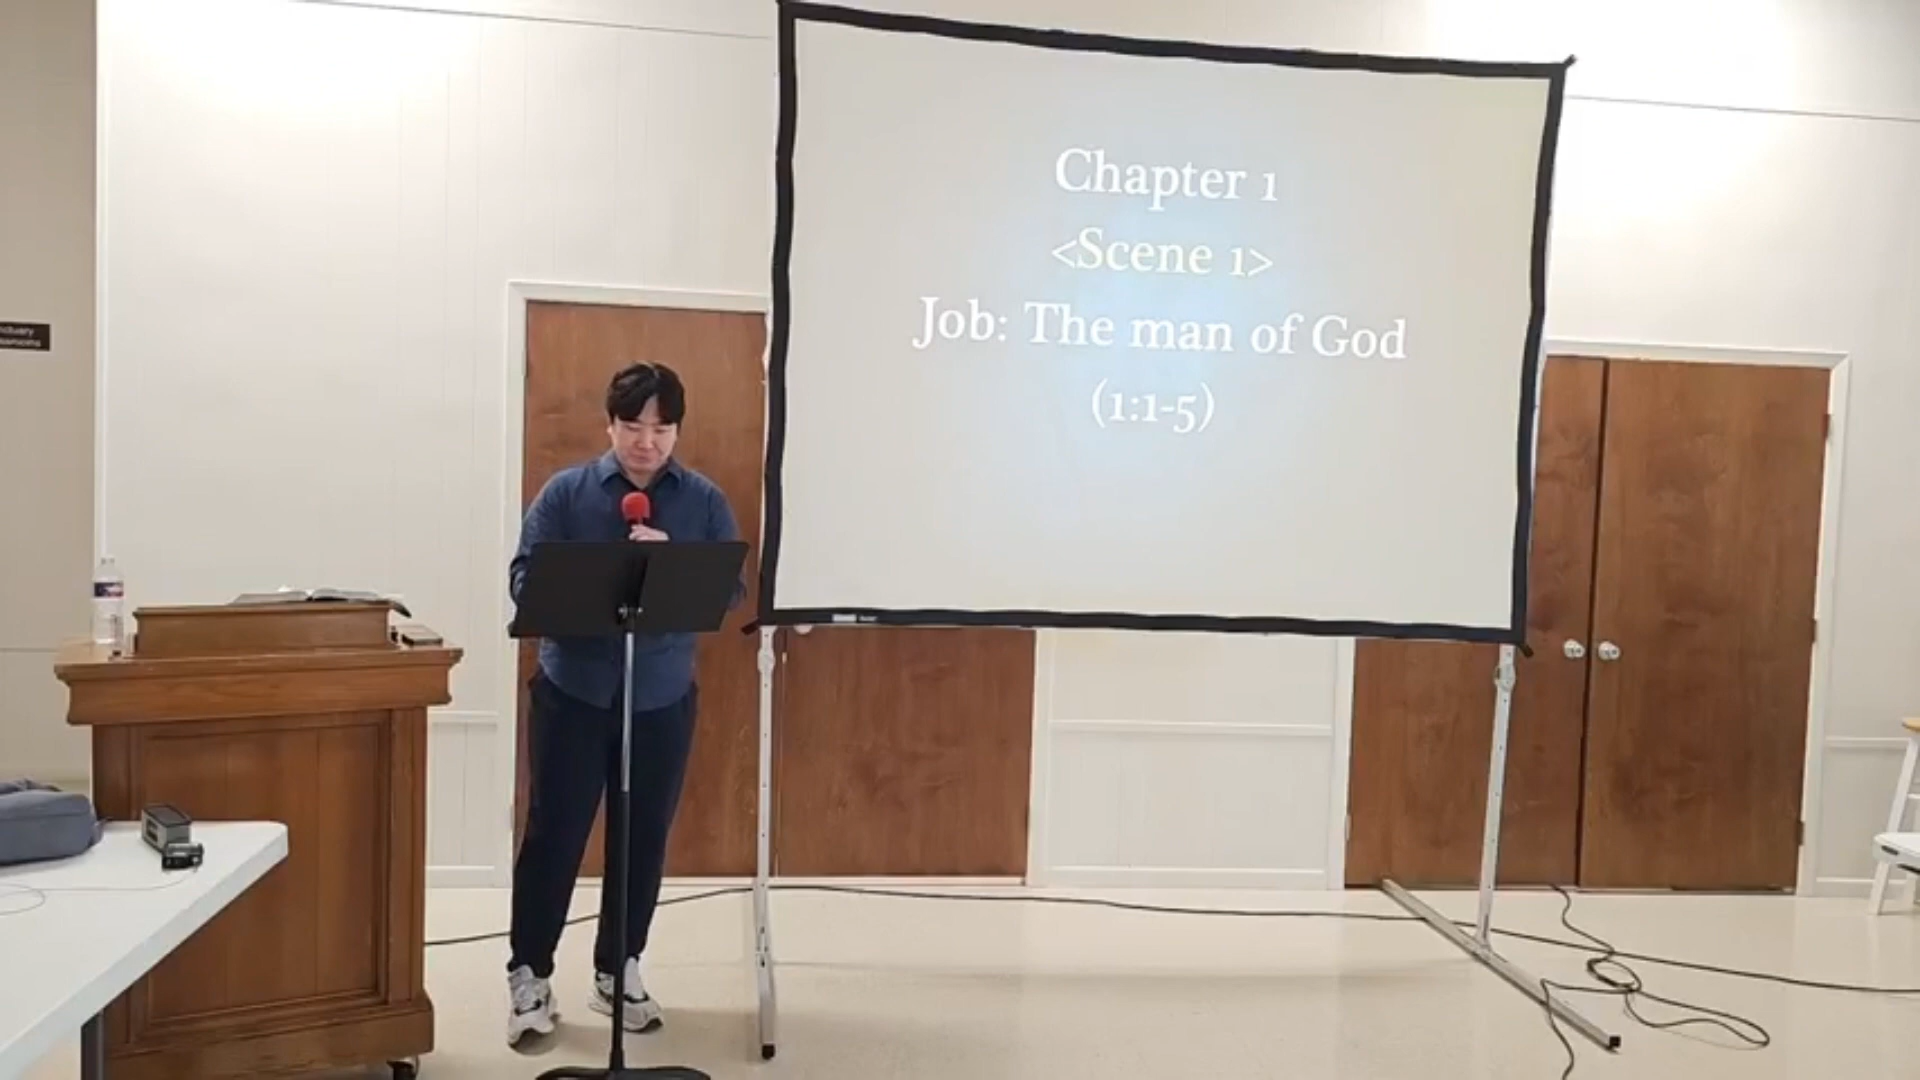 Chapter 1
<Scene 1>
Job: The man of God
(1:1-5)